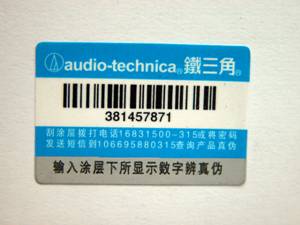 audio-technica® 鐵三角®
381457871
刮涂层拨打电话16831500-315或将密码
发送短信到106695880315查询产品真伪
输入涂层下所显示数字辨真伪